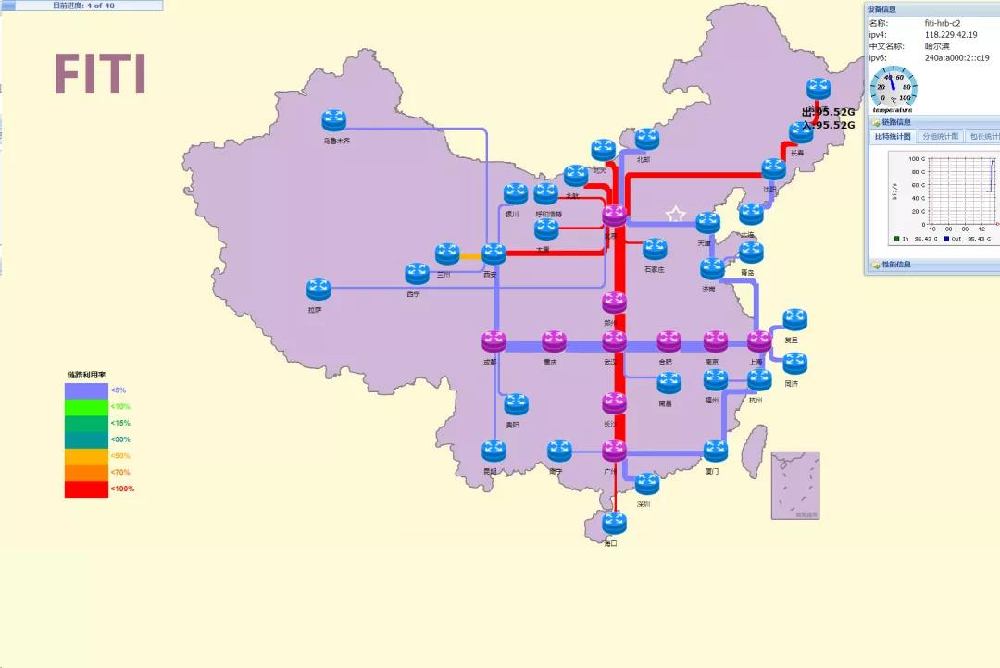 目前进度: 4 of 40
FITI
设备信息
名称: fiti-hrb-c2
ipv4: 118.229.42.19
中文名称: 哈尔滨
ipv6: 240a:a000:2::c19
0 20 40 60 80 100
℃
temperature
链路信息
比特统计图 分组统计图 包长统计
100 G
80 G
60 G
40 G
20 G
0
bit/s
18 00 06 12
In 95.43 G Out 95.43 G
性能信息
出:95.52G
入:95.52G
长春
乌鲁木齐
北邮
北大
沈阳
北航
银川
呼和浩特
大连
北京
天津
太原
石家庄
兰州
西安
青岛
西宁
济南
拉萨
郑州
复旦
成都
重庆
武汉
合肥
南京
上海
同济
南昌
福州
杭州
贵阳
长沙
昆明
南宁
广州
厦门
深圳
海口
链路利用率
<5%
<10%
<15%
<30%
<50%
<70%
<100%